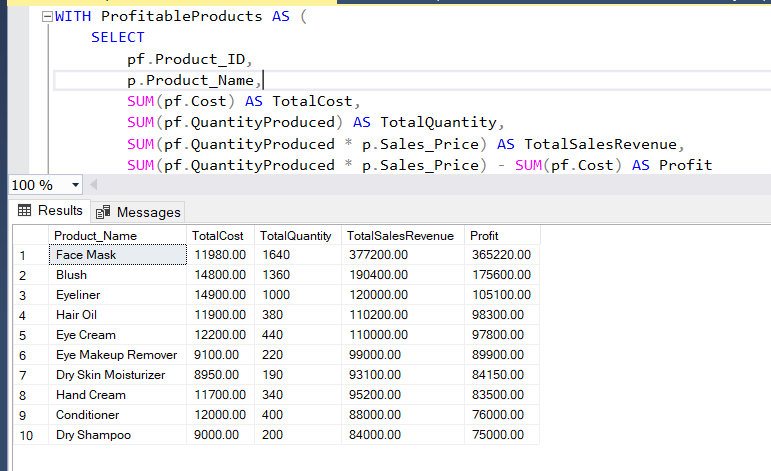 WITH ProfitableProducts AS (
SELECT
pf.Product_ID,
p.Product_Name,
SUM(pf.Cost) AS TotalCost,
SUM(pf.QuantityProduced) AS TotalQuantity,
SUM(pf.QuantityProduced * p.Sales_Price) AS TotalSalesRevenue,
SUM(pf.QuantityProduced * p.Sales_Price) - SUM(pf.Cost) AS Profit
100 %
Results Messages
Product_Name TotalCost TotalQuantity TotalSalesRevenue Profit
1 Face Mask 11980.00 1640 377200.00 365220.00
2 Blush 14800.00 1360 190400.00 175600.00
3 Eyeliner 14900.00 1000 120000.00 105100.00
4 Hair Oil 11900.00 380 110200.00 98300.00
5 Eye Cream 12200.00 440 110000.00 97800.00
6 Eye Makeup Remover 9100.00 220 99000.00 89900.00
7 Dry Skin Moisturizer 8950.00 190 93100.00 84150.00
8 Hand Cream 11700.00 340 95200.00 83500.00
9 Conditioner 12000.00 400 88000.00 76000.00
10 Dry Shampoo 9000.00 200 84000.00 75000.00